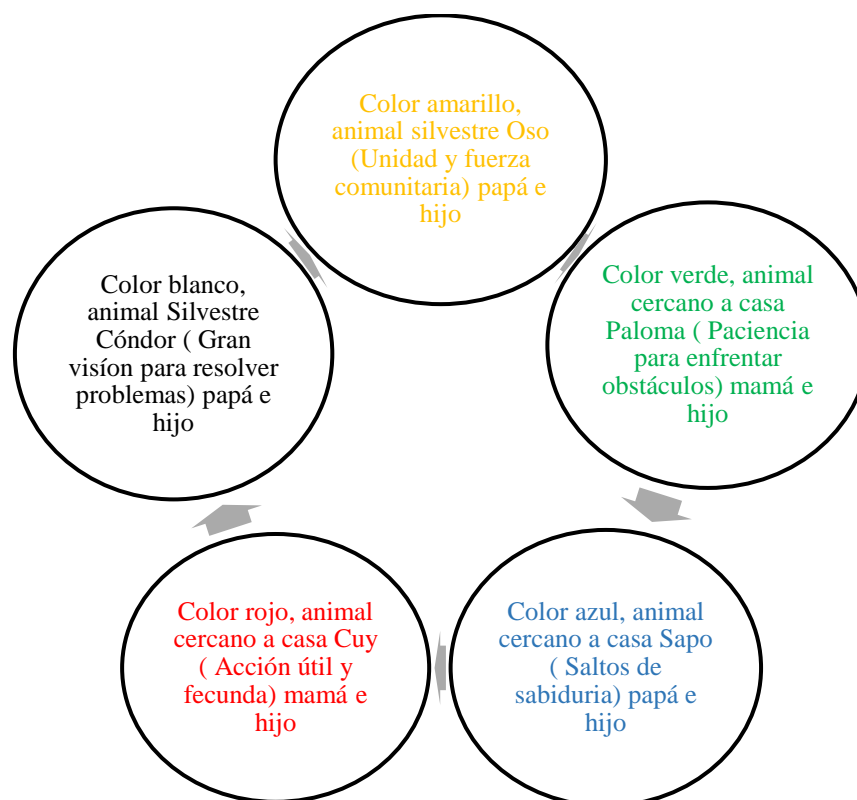 Color amarillo,
animal silvestre Oso
(Unidad y fuerza
comunitaria) papá e
hijo
Color verde, animal
cercano a casa
Paloma ( Paciencia
para enfrentar
obstáculos) mamá e
hijo
Color azul, animal
cercano a casa Sapo
( Saltos de
sabiduria) papá e
hijo
Color rojo, animal
cercano a casa Cuy
( Acción útil y
fecunda) mamá e
hijo
Color blanco,
animal Silvestre
Cóndor ( Gran
visíon para resolver
problemas) papá e
hijo